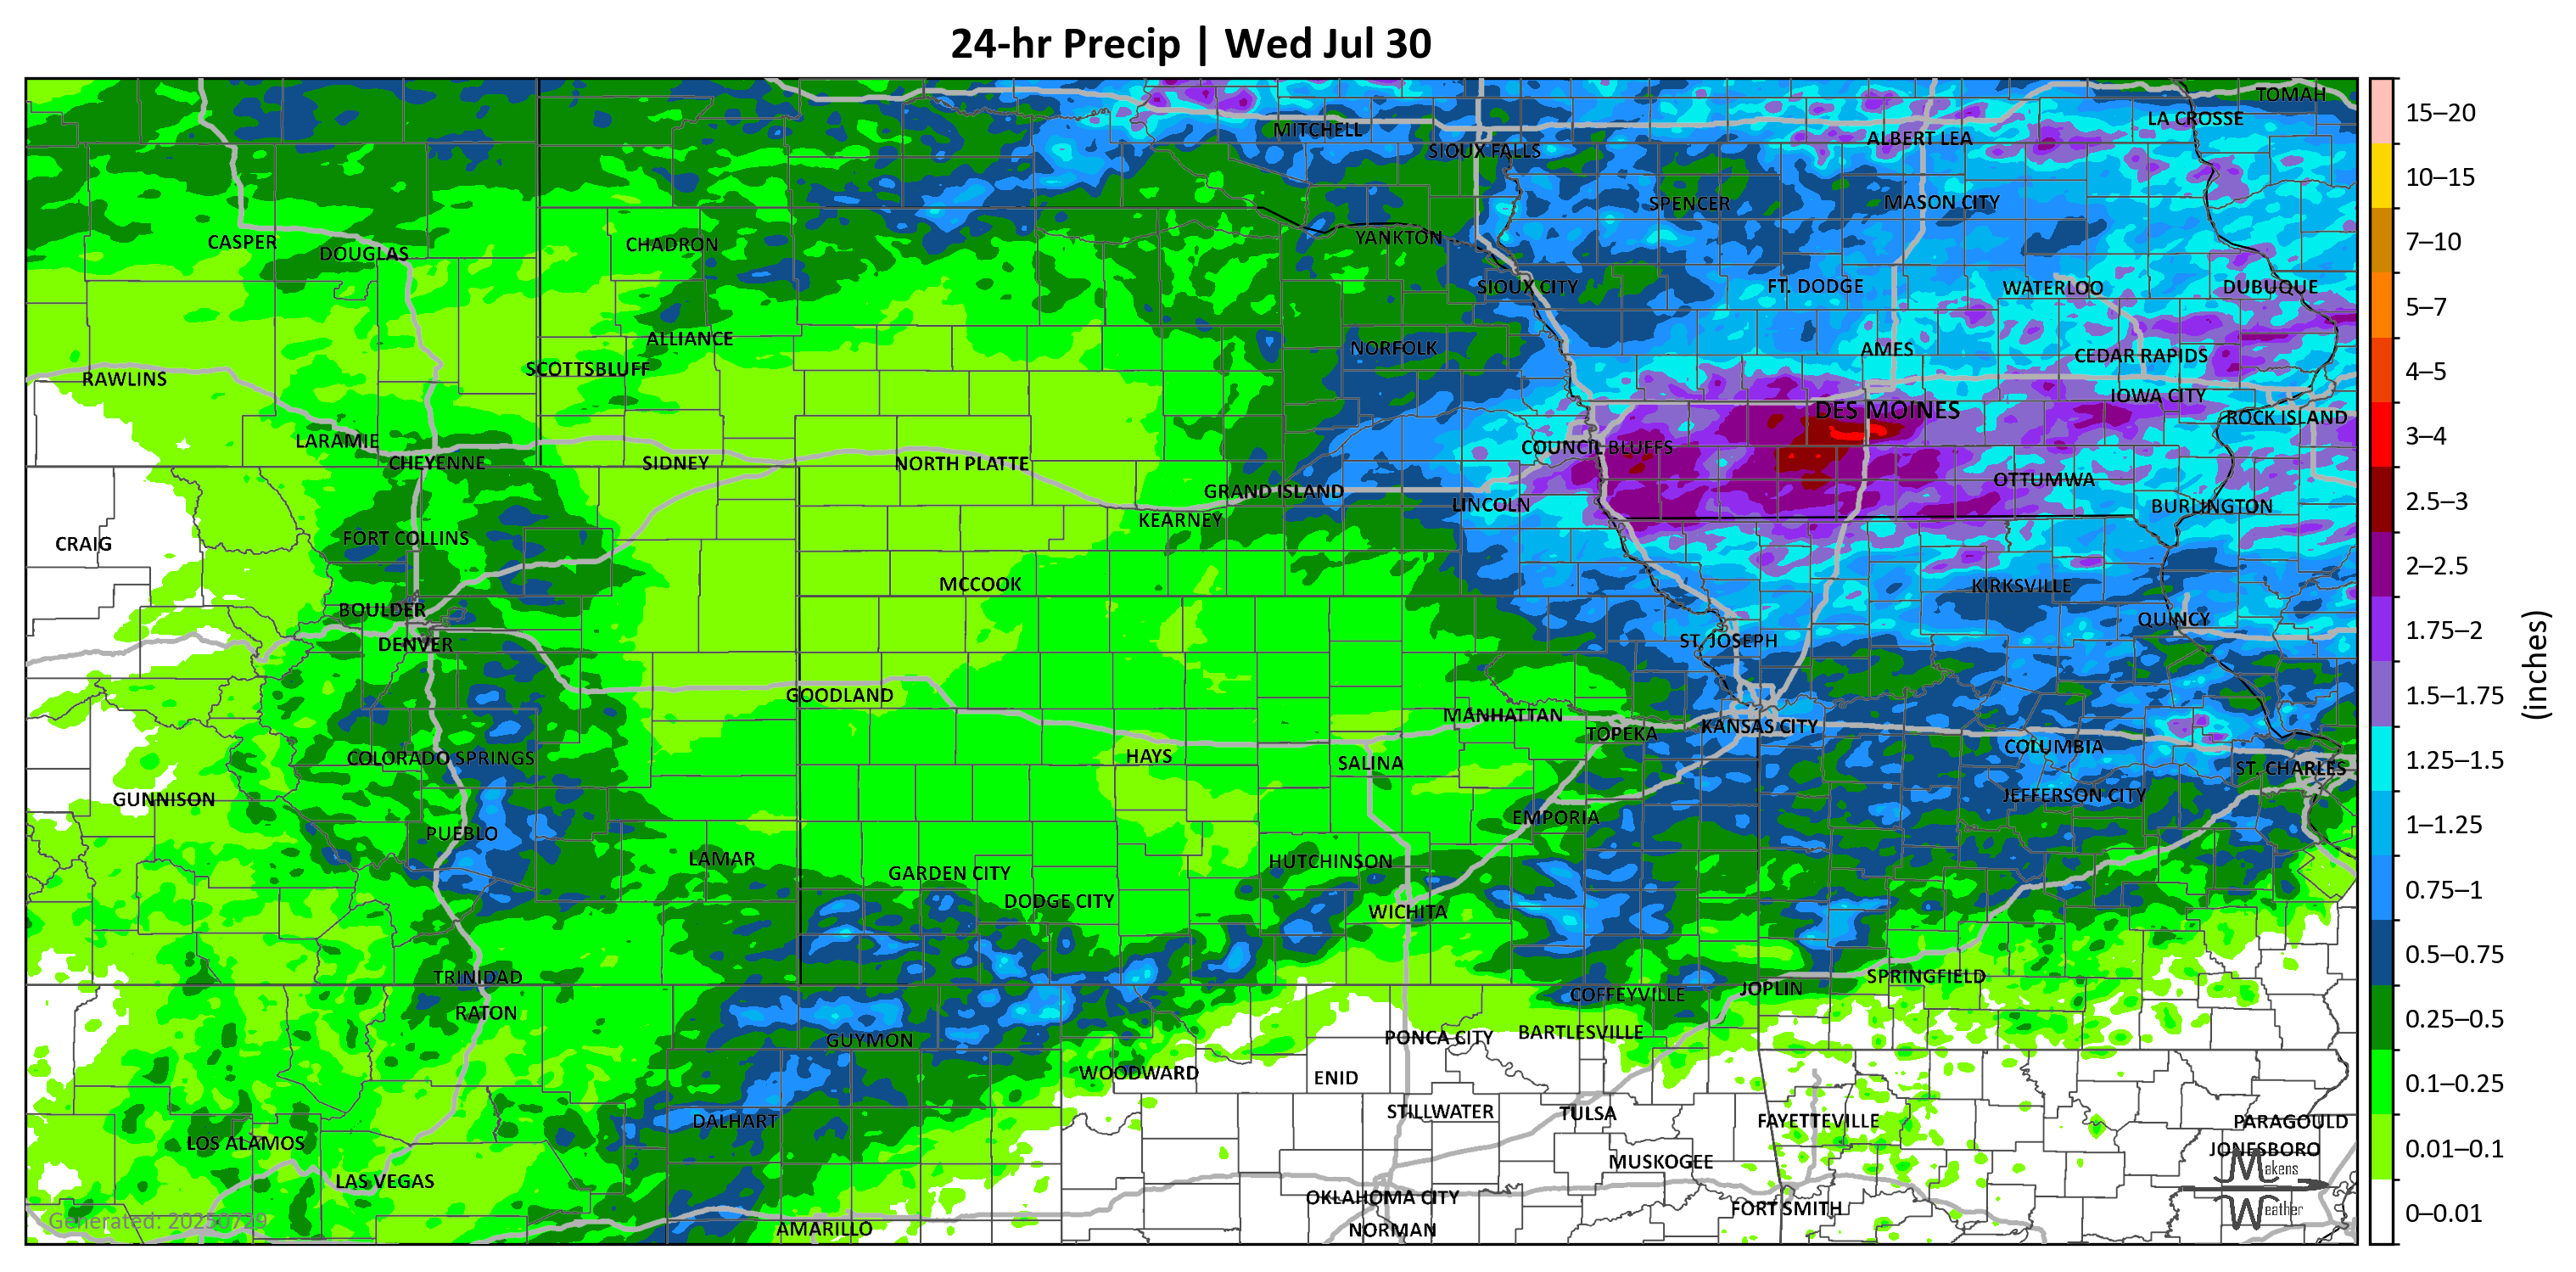 24-hr Precip | Wed Jul 30
TOMAH
LA CROSSE
MITCHELL
ALBERT LEA
SIOUX FALLS
SPENCER
MASON CITY
YANKTON
CASPER
CHADRON
DOUGLAS
SIOUX CITY
FT. DODGE
WATERLOO
DUBUQUE
ALLIANCE
NORFOLK
AMES
CEDAR RAPIDS
SCOTTSBLUFF
RAWLINS
IOWA CITY
DES MOINES
ROCK ISLAND
LARAMIE
COUNCIL BLUFFS
CHEYENNE
SIDNEY
NORTH PLATTE
OTTUMWA
GRAND ISLAND
LINCOLN
BURLINGTON
KEARNEY
FORT COLLINS
CRAIG
MCCOOK
KIRKSVILLE
BOULDER
QUINCY
DENVER
ST. JOSEPH
GOODLAND
MANHATTAN
KANSAS CITY
TOPEKA
COLUMBIA
HAYS
COLORADO SPRINGS
SALINA
ST. CHARLES
GUNNISON
JEFFERSON CITY
EMPORIA
PUEBLO
LAMAR
HUTCHINSON
GARDEN CITY
DODGE CITY
WICHITA
TRINIDAD
SPRINGFIELD
JOPLIN
COFFEYVILLE
RATON
BARTLESVILLE
PONCA CITY
GUYMON
WOODWARD
ENID
STILLWATER
TULSA
DALHART
FAYETTEVILLE
PARAGOULD
LOS ALAMOS
JONESBORO
MUSKOGEE
LAS VEGAS
OKLAHOMA CITY
FORT SMITH
AMARILLO
NORMAN
Generated: 20250729
Makens
Weather
15–20
10–15
7–10
5–7
4–5
3–4
2.5–3
2–2.5
1.75–2
1.5–1.75
1.25–1.5
1–1.25
0.75–1
0.5–0.75
0.25–0.5
0.1–0.25
0.01–0.1
0–0.01
(inches)